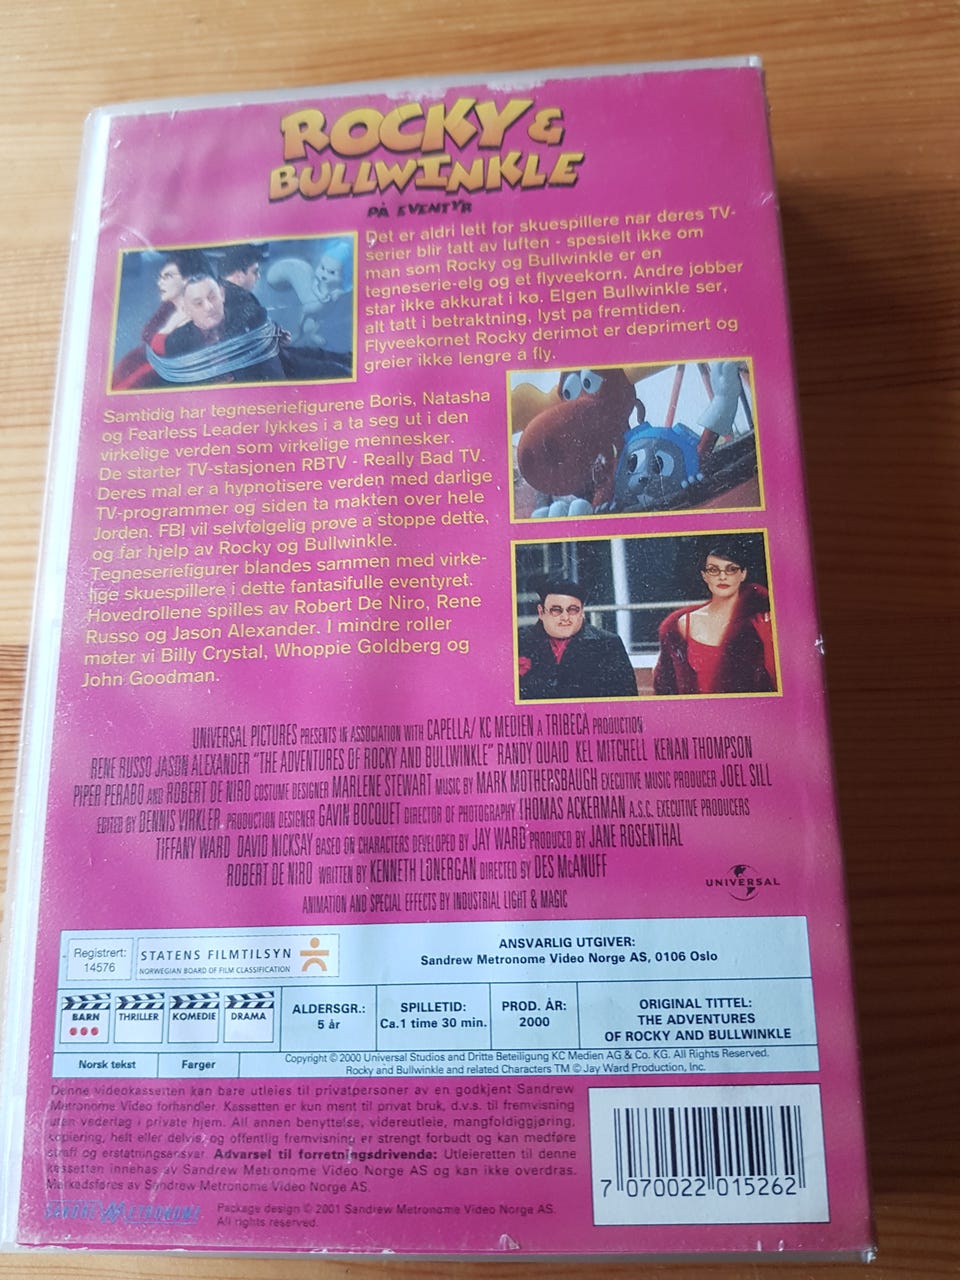 ROCKY &
BULLWINKLE
PÅ EVENTYR
Det er aldri lett for skuespillere når deres TV-
serier blir tatt av luften - spesielt ikke om
man som Rocky og Bullwinkle er en
tegneserie-elg og et flyveekorn. Andre jobber
står ikke akkurat i kø. Elgen Bullwinkle ser,
alt tatt i betraktning, lyst på fremtiden.
Flyveekornet Rocky derimot er deprimert og
greier ikke lengre å fly.
Samtidig har tegneseriefigurene Boris, Natasha
og Fearless Leader lykkes i å ta seg ut i den
virkelige verden som virkelige mennesker.
De starter TV-stasjonen RBTV - Really Bad TV.
Deres mål er å hypnotisere verden med dårlige
TV-programmer og siden ta makten over hele
Jorden. FBI vil selvfølgelig prøve å stoppe dette,
og får hjelp av Rocky og Bullwinkle.
Tegneseriefigurer blandes sammen med virke-
lige skuespillere i dette fantasifulle eventyret.
Hovedrollene spilles av Robert De Niro, Rene
Russo og Jason Alexander. I mindre roller
møter vi Billy Crystal, Whoppie Goldberg og
John Goodman.
UNIVERSAL PICTURES PRESENTS IN ASSOCIATION WITH CAPELLA/ KC MEDIEN A TRIBECA PRODUCTION
RENE RUSSO JASON ALEXANDER "THE ADVENTURES OF ROCKY AND BULLWINKLE" RANDY QUAID KEL MITCHELL KENAN THOMPSON
PIPER PERABO AND ROBERT DE NIRO COSTUME DESIGNER MARLENE STEWART MUSIC BY MARK MOTHERSBAUGH EXECUTIVE MUSIC PRODUCER JOEL SILL
EDITED BY DENNIS VIRKLER PRODUCTION DESIGNER GAVIN BOCQUET DIRECTOR OF PHOTOGRAPHY THOMAS ACKERMAN A.S.C. EXECUTIVE PRODUCERS
TIFFANY WARD DAVID NICKSAY BASED ON CHARACTERS DEVELOPED BY JAY WARD PRODUCED BY JANE ROSENTHAL
ROBERT DE NIRO WRITTEN BY KENNETH LONERGAN DIRECTED BY DES McANUFF
ANIMATION AND SPECIAL EFFECTS BY INDUSTRIAL LIGHT & MAGIC
UNIVERSAL
Registrert:
14576
STATENS FILMTILSYN
NORWEGIAN BOARD OF FILM CLASSIFICATION
ANSVARLIG UTGIVER:
Sandrew Metronome Video Norge AS, 0106 Oslo
BARN
THRILLER
KOMEDIE
DRAMA
ALDERSGR.:
5 år
SPILLETID:
Ca.1 time 30 min.
PROD. ÅR:
2000
ORIGINAL TITTEL:
THE ADVENTURES
OF ROCKY AND BULLWINKLE
Norsk tekst
Farger
Copyright © 2000 Universal Studios and Dritte Beteiligung KC Medien AG & Co. KG. All Rights Reserved.
Rocky and Bullwinkle and related Characters TM © Jay Ward Production, Inc.
Denne videokassetten kan bare utleies til privatpersoner av en godkjent Sandrew
Metronome Video forhandler. Kassetten er kun ment til privat bruk, d.v.s. til fremvisning
uten vederlag i private hjem. All annen benyttelse, videreutleie, mangfoldiggjøring,
kopiering, helt eller delvis, og offentlig fremvisning er strengt forbudt og kan medføre
straff og erstatningsansvar. Advarsel til forretningsdrivende: Utleieretten til denne
kassetten innehas av Sandrew Metronome Video Norge AS og kan ikke overdras.
Markedsføres av Sandrew Metronome Video Norge AS.
SANDREW METRONOME
Package design © 2001 Sandrew Metronome Video Norge AS.
All rights reserved.
7 070022 015262